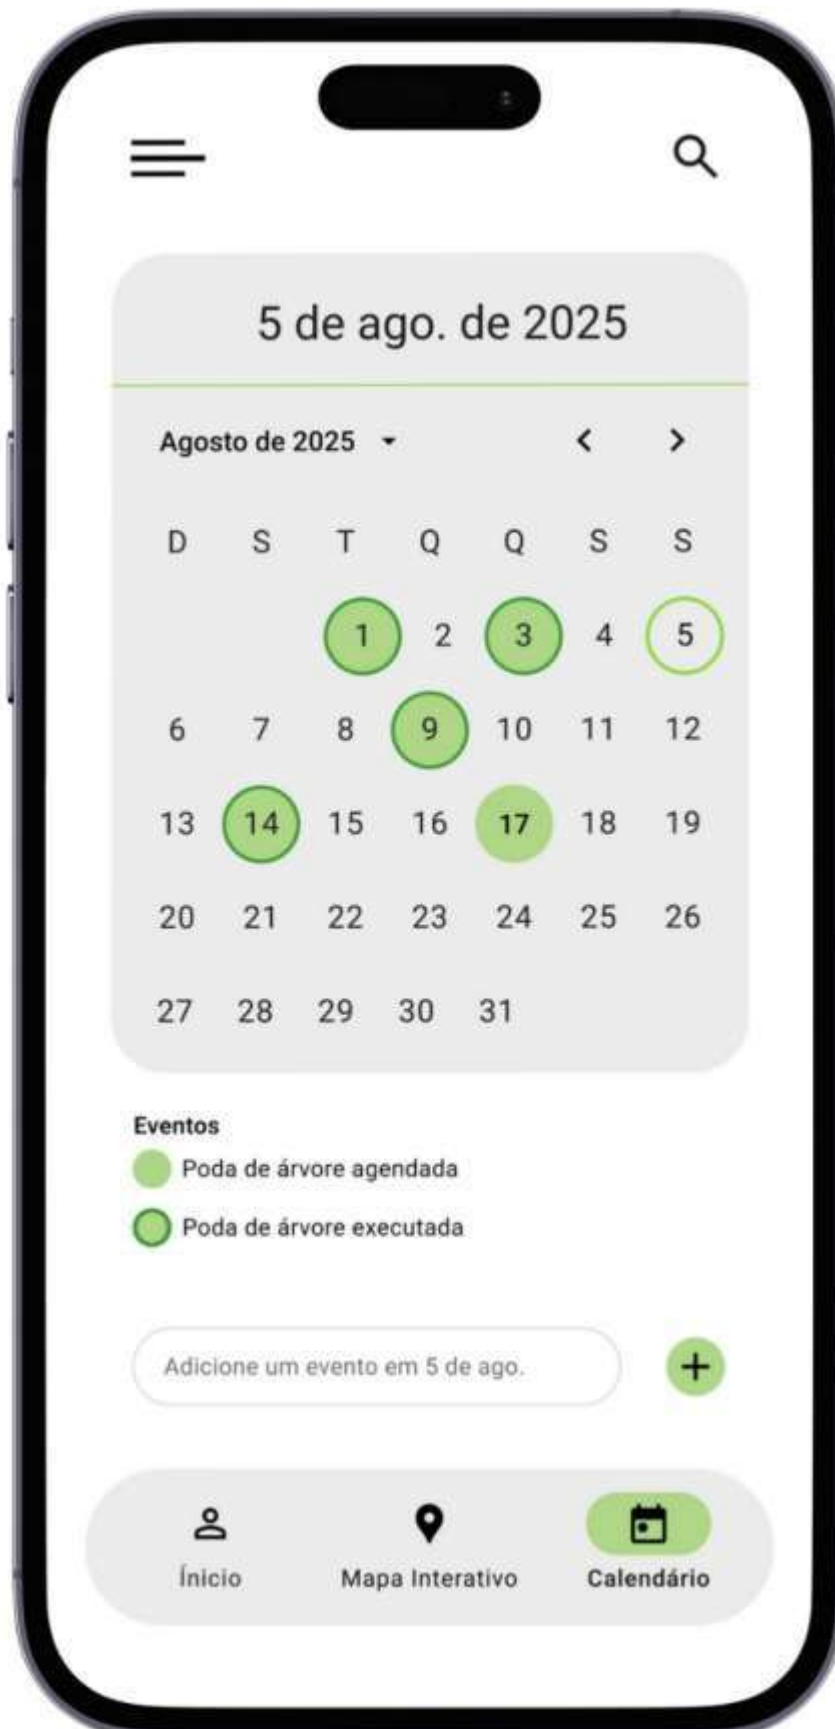 5 de ago. de 2025
Agosto de 2025
D S T Q Q S S
1 2 3 4 5
6 7 8 9 10 11 12
13 14 15 16 17 18 19
20 21 22 23 24 25 26
27 28 29 30 31
Eventos
Poda de árvore agendada
Poda de árvore executada
Adicione um evento em 5 de ago.
+
Ínicio Mapa Interativo Calendário